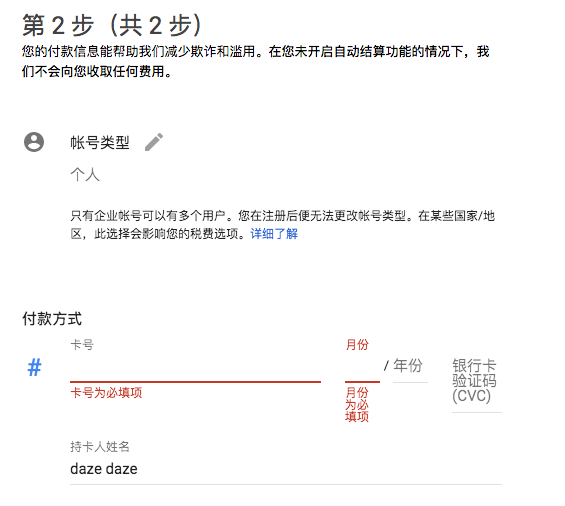 第 2 步（共 2 步）
您的付款信息能帮助我们减少欺诈和滥用。在您未开启自动结算功能的情况下，我
们不会向您收取任何费用。
帐号类型
个人
只有企业帐号可以有多个用户。您在注册后便无法更改帐号类型。在某些国家/地
区，此选择会影响您的税费选项。详细了解
付款方式
卡号
月份
#
/ 年份
银行卡
验证码
(CVC)
卡号为必填项
月份
为必
填项
持卡人姓名
daze daze